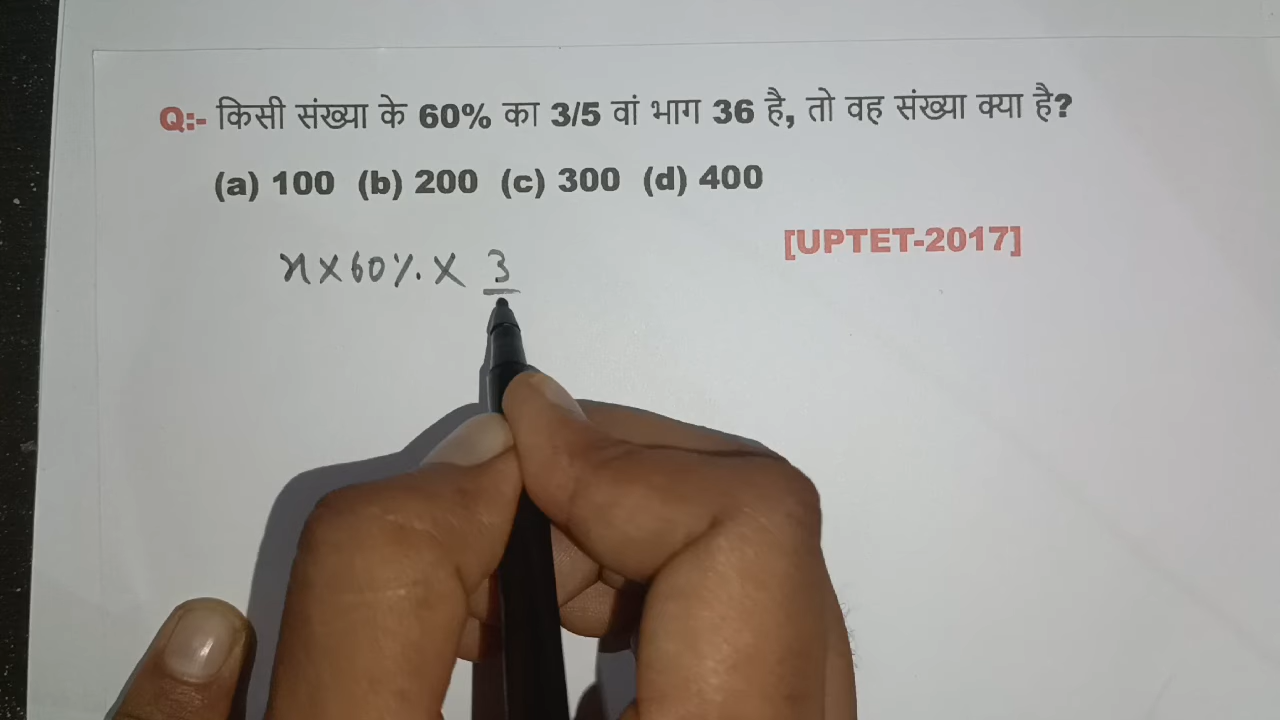 Q:- किसी संख्या के 60% का 3/5 वां भाग 36 है, तो वह संख्या क्या है?
(a) 100 (b) 200 (c) 300 (d) 400
[UPTET-2017]
x × 60% × 3